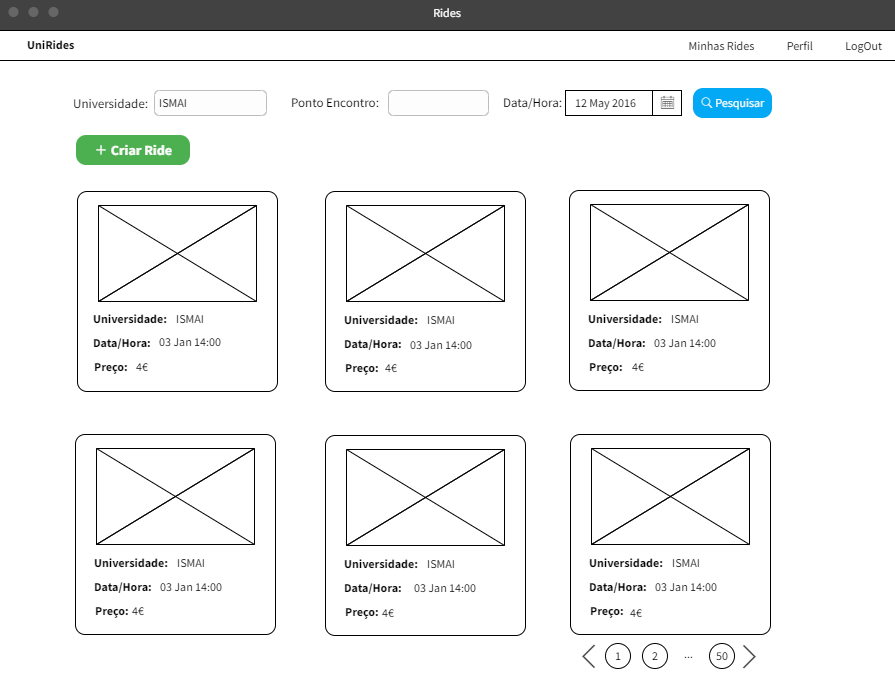 Rides
UniRides Minhas Rides Perfil LogOut
Universidade: ISMAI Ponto Encontro: Data/Hora: 12 May 2016 Pesquisar
+ Criar Ride
Universidade: ISMAI
Data/Hora: 03 Jan 14:00
Preço: 4€
Universidade: ISMAI
Data/Hora: 03 Jan 14:00
Preço: 4€
Universidade: ISMAI
Data/Hora: 03 Jan 14:00
Preço: 4€
Universidade: ISMAI
Data/Hora: 03 Jan 14:00
Preço: 4€
Universidade: ISMAI
Data/Hora: 03 Jan 14:00
Preço: 4€
Universidade: ISMAI
Data/Hora: 03 Jan 14:00
Preço: 4€
1 2 ... 50